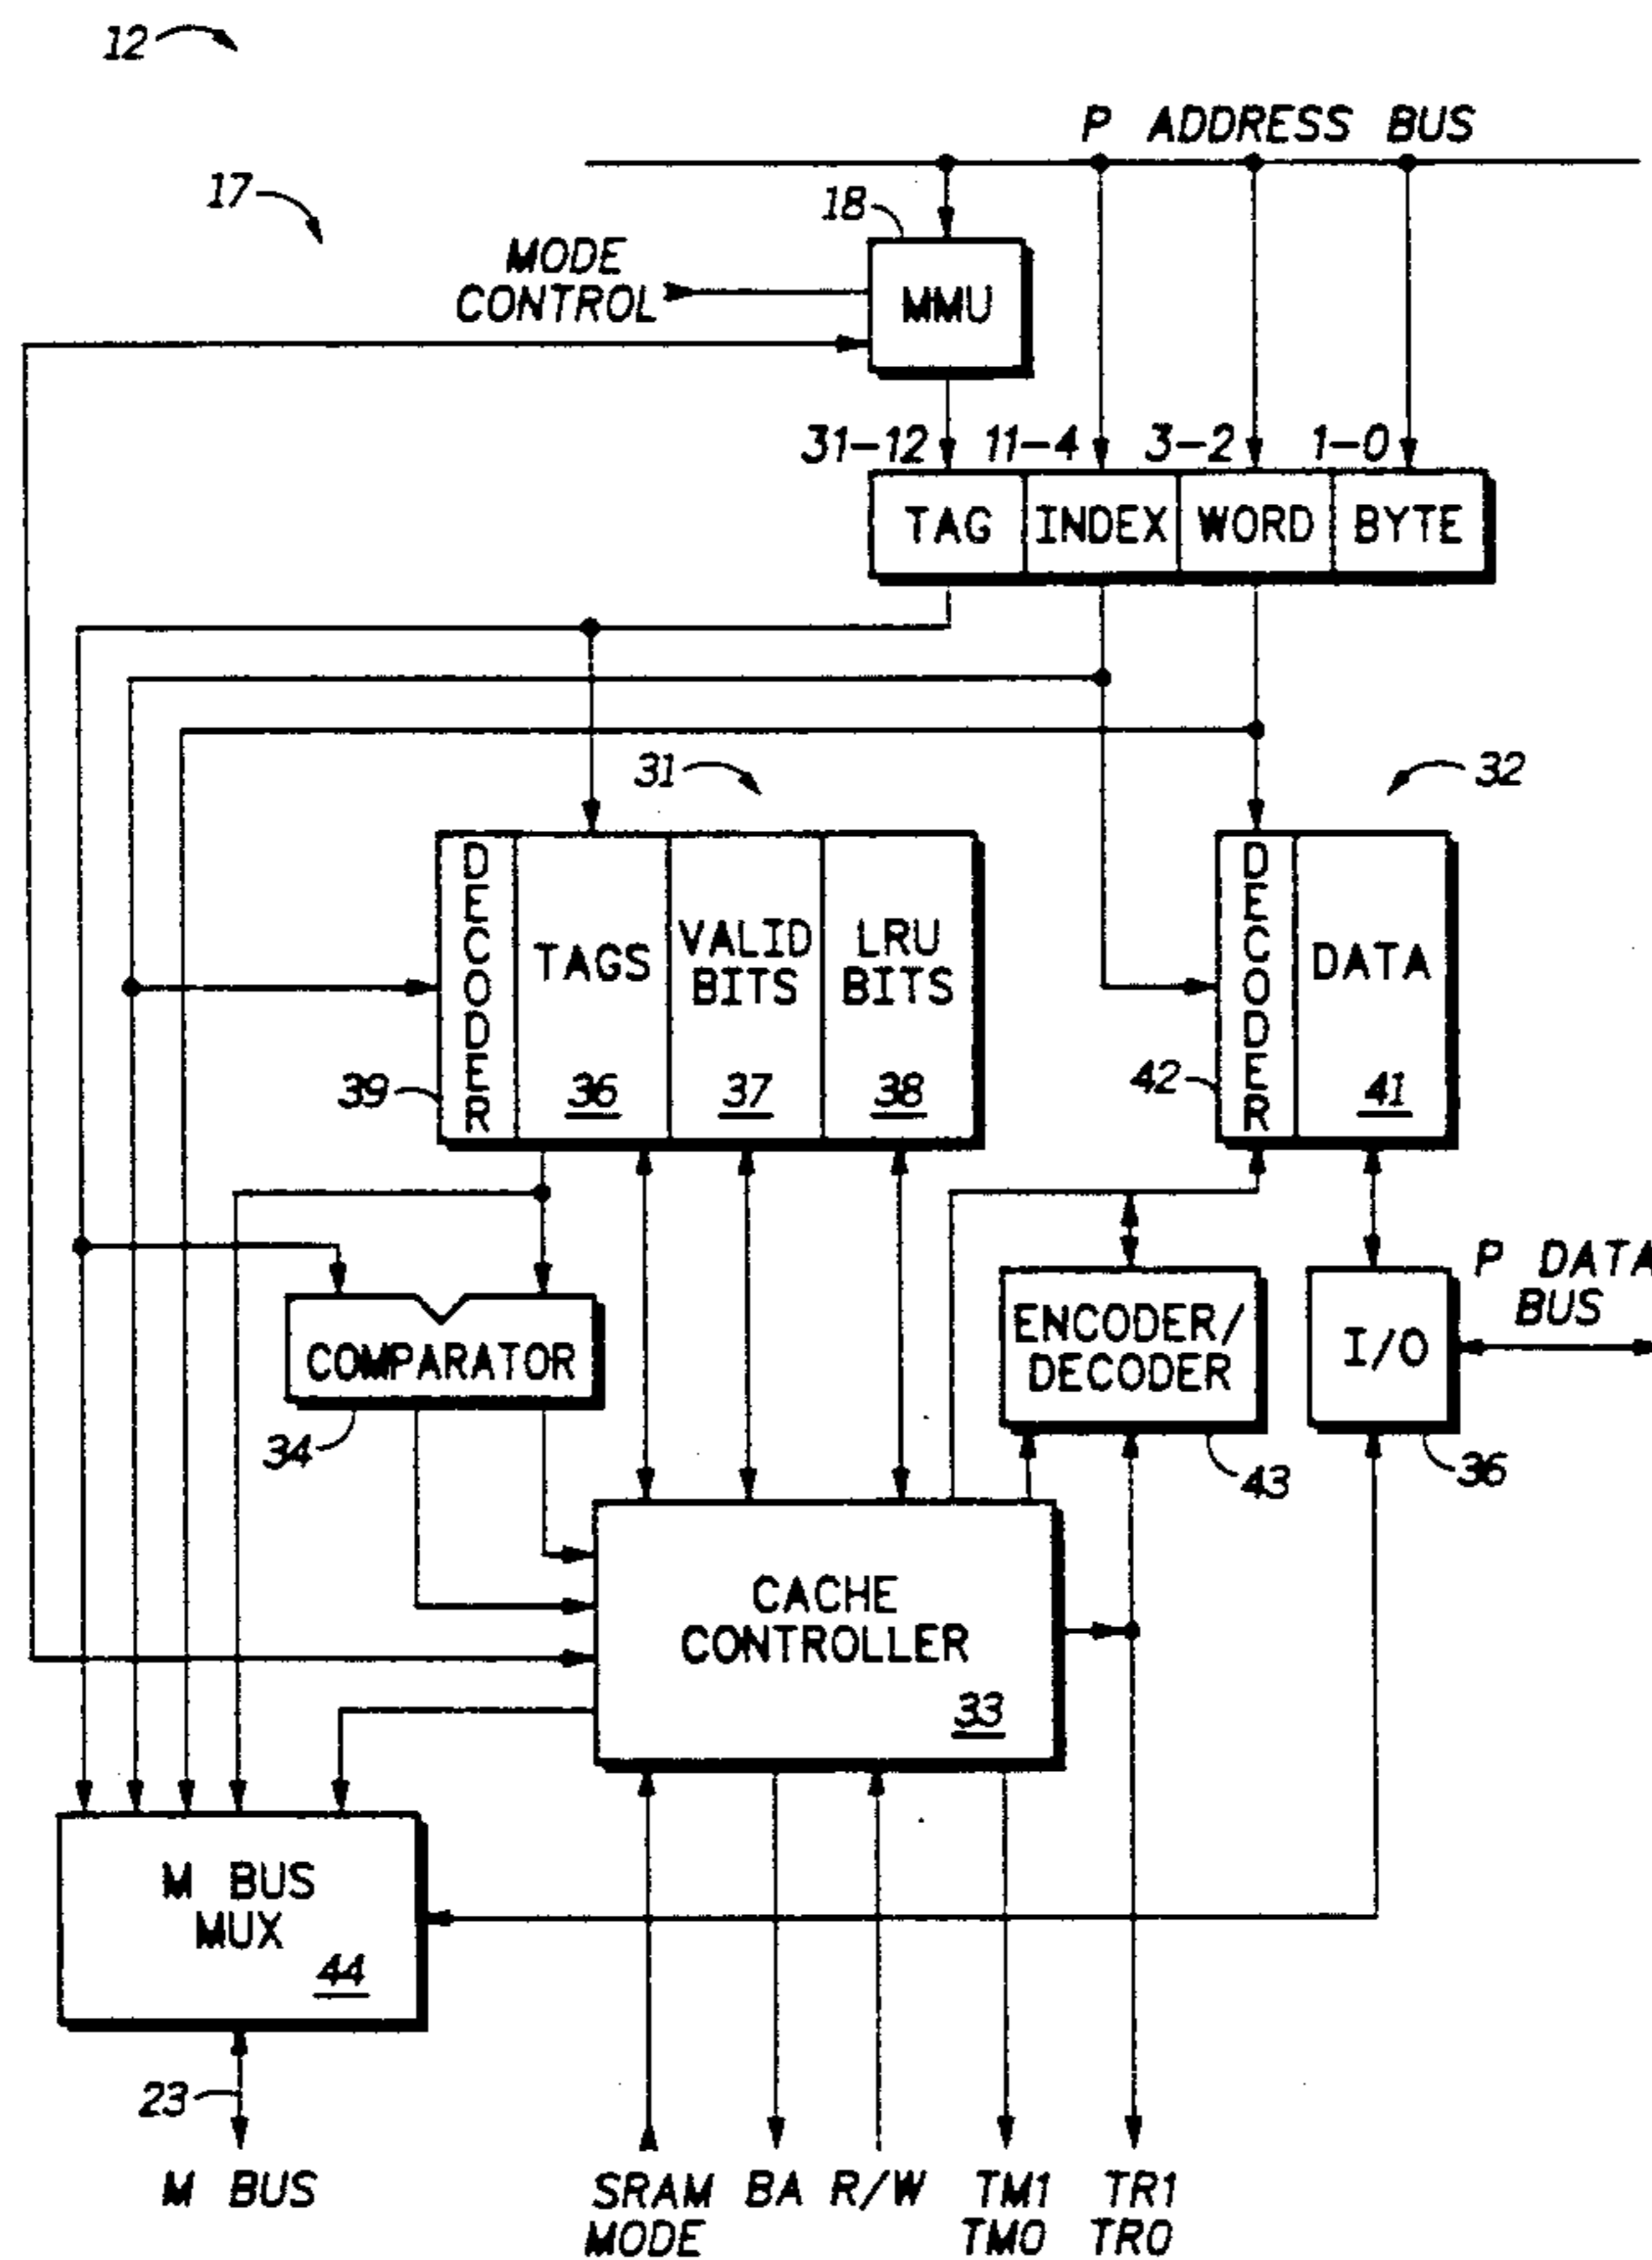 12
P ADDRESS BUS
17
18
MODE
CONTROL
MMU
31-12 11-4 3-2 1-0
TAG INDEX WORD BYTE
31
32
DECODER
TAGS
VALID
BITS
LRU
BITS
DECODER
DATA
39
36
37
38
42
41
P DATA
BUS
COMPARATOR
ENCODER/
DECODER
I/O
34
43
36
CACHE
CONTROLLER
33
M BUS
MUX
44
23
M BUS
SRAM
MODE
BA
R/W
TM1
TM0
TR1
TR0